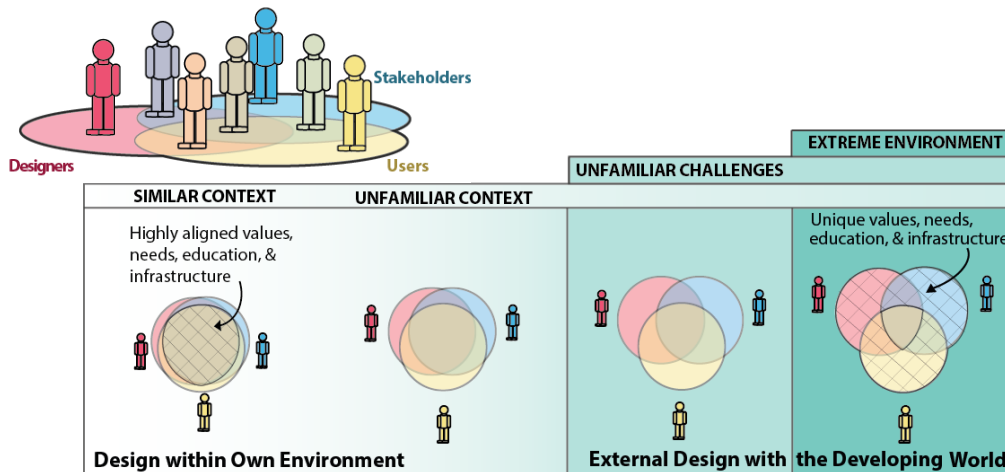 Stakeholders
Designers
Users
EXTREME ENVIRONMENT
UNFAMILIAR CHALLENGES
SIMILAR CONTEXT
UNFAMILIAR CONTEXT
Highly aligned values,
needs, education, &
infrastructure
Unique values, needs,
education, & infrastructure
Design within Own Environment
External Design with the Developing World